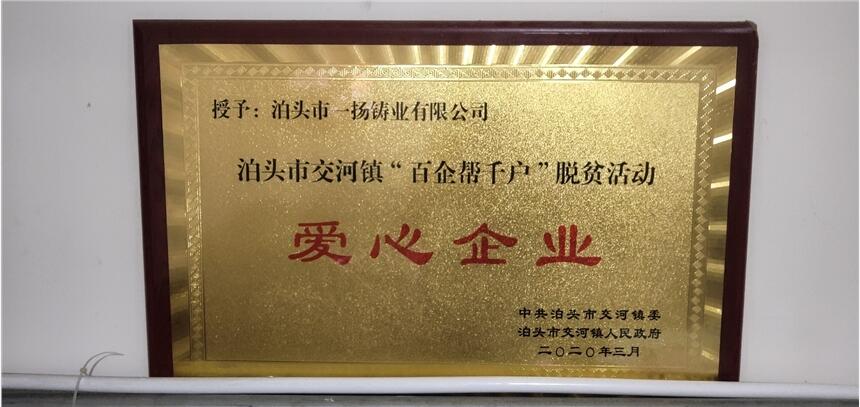 授予：泊头市一扬铸业有限公司
泊头市交河镇“百企帮千户”脱贫活动
爱心企业
中共泊头市交河镇委
泊头市交河镇人民政府
二〇二〇年三月